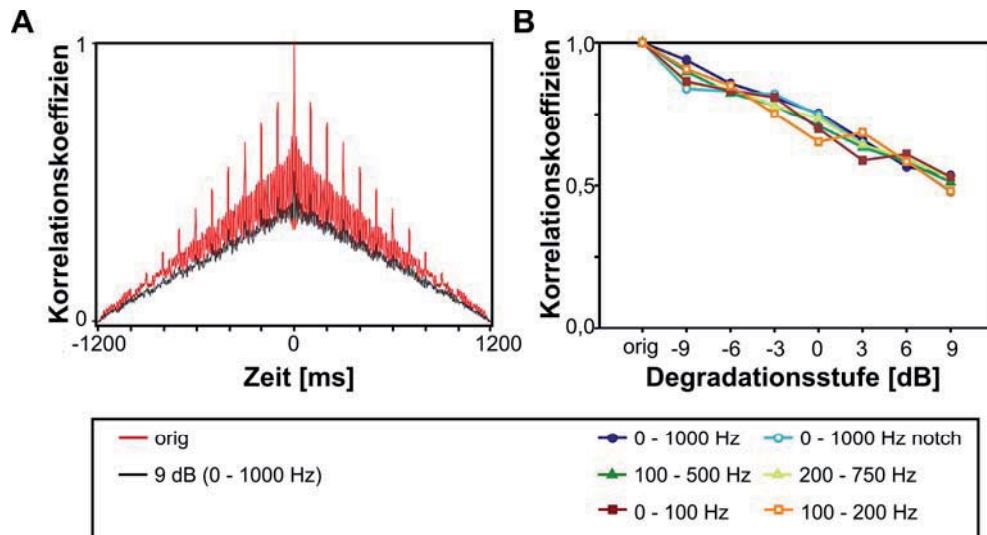 A
Korrelationskoeffizien
1
0
-1200
0
1200
Zeit [ms]
B
Korrelationskoeffizien
1,0
0,5
0,0
orig -9 -6 -3 0 3 6 9
Degradationsstufe [dB]
orig
9 dB (0 - 1000 Hz)
0 - 1000 Hz 0 - 1000 Hz notch
100 - 500 Hz 200 - 750 Hz
0 - 100 Hz 100 - 200 Hz